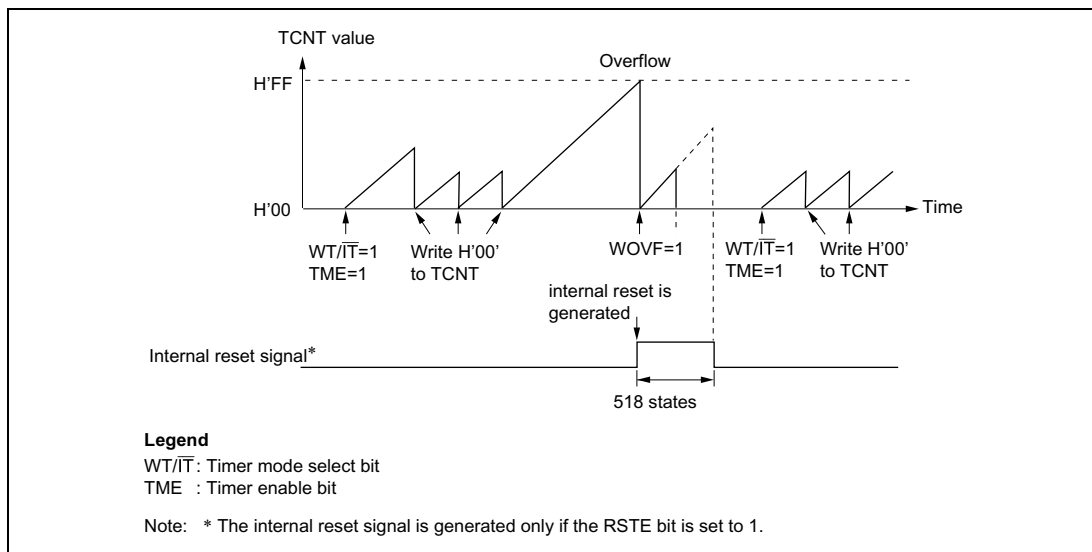 TCNT value
Overflow
H'FF
H'00
Time
WT/IT=1
TME=1
Write H'00'
to TCNT
WOVF=1
WT/IT=1
TME=1
Write H'00'
to TCNT
internal reset is
generated
Internal reset signal*
518 states
Legend
WT/IT : Timer mode select bit
TME : Timer enable bit
Note: * The internal reset signal is generated only if the RSTE bit is set to 1.